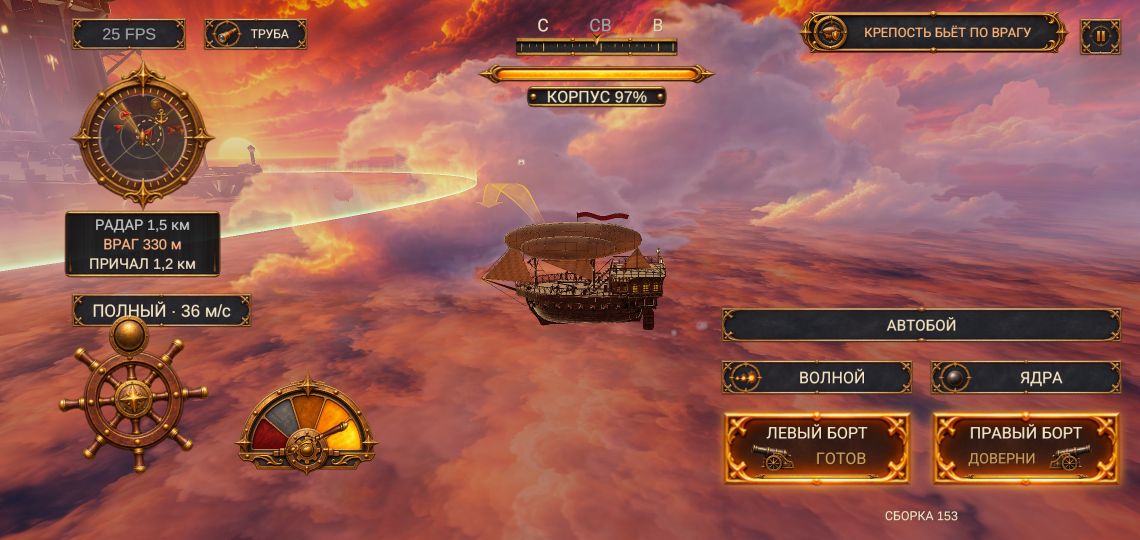 25 FPS
ТРУБА
С СВ В
КОРПУС 97%
КРЕПОСТЬ БЬЁТ ПО ВРАГУ
РАДАР 1,5 км
ВРАГ 330 м
ПРИЧАЛ 1,2 км
ПОЛНЫЙ · 36 м/с
АВТОБОЙ
ВОЛНОЙ
ЯДРА
ЛЕВЫЙ БОРТ
ГОТОВ
ПРАВЫЙ БОРТ
ДОВЕРНИ
СБОРКА 153